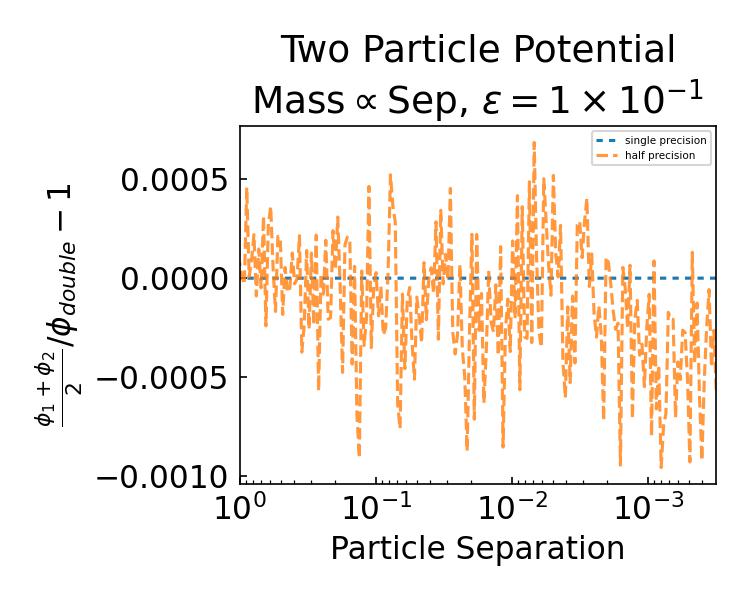 Two Particle Potential
Mass ∝ Sep, ε = 1 × 10⁻¹
single precision
half precision
0.0005
0.0000
−0.0005
−0.0010
(ϕ₁ + ϕ₂)/2 /ϕ_double − 1
10⁰ 10⁻¹ 10⁻² 10⁻³
Particle Separation